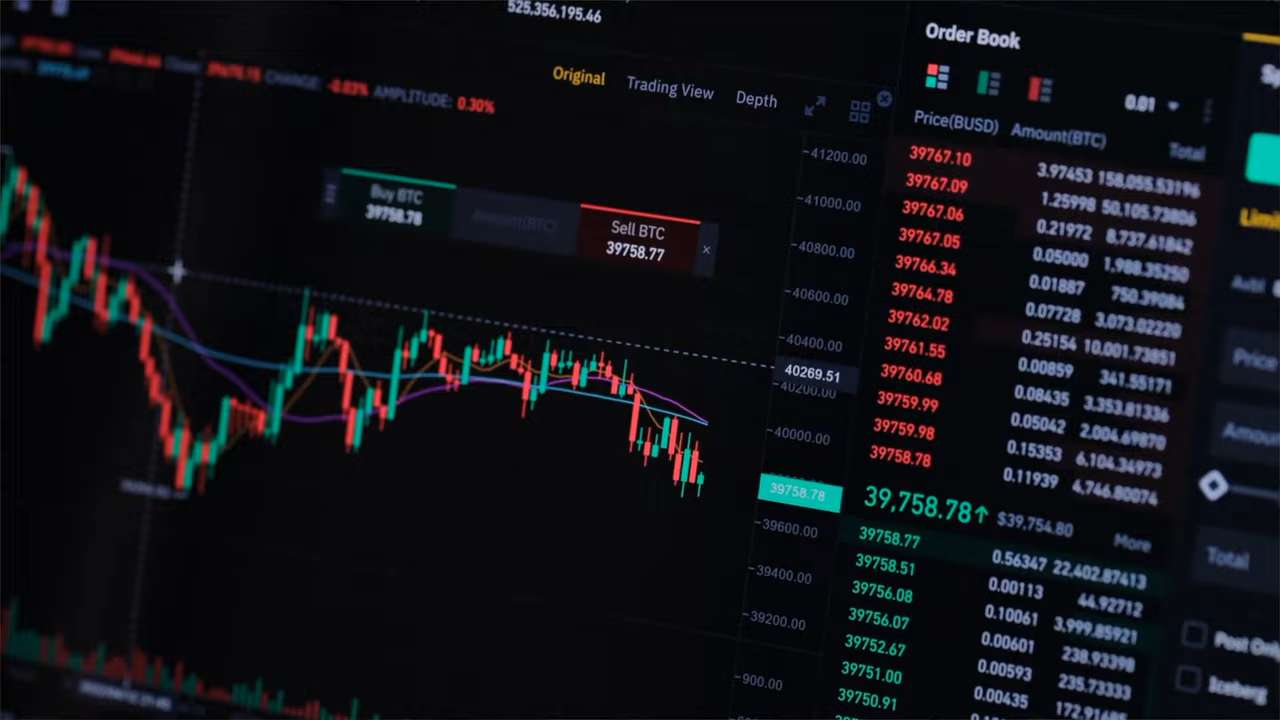 525,356,195.46
CHANGE: -0.03% AMPLITUDE: 0.30%
Original Trading View Depth
Buy BTC
39758.78
Amount(BTC)
Sell BTC
39758.77
×
41200.00
41000.00
40800.00
40600.00
40400.00
40269.51
40200.00
40000.00
39758.78
39600.00
39400.00
39200.00
900.00
Order Book
0.01
Price(BUSD) Amount(BTC) Total
39767.10 3.97453 158,055.53196
39767.09 1.25998 50,105.73806
39767.06 0.21972 8,737.61842
39767.05 0.05000 1,988.35250
39766.34 0.01887 750.39084
39764.78 0.07728 3,073.02220
39762.02 0.25154 10,001.73851
39761.55 0.00859 341.55171
39760.68 0.08435 3,353.81336
39759.99 0.05042 2,004.69870
39759.98 0.15353 6,104.34973
39758.78 0.11939 4,746.80074
39,758.78↑ $39,754.80 More
39758.77 0.56347 22,402.87413
39758.51 0.00113 44.92712
39756.08 0.10061 3,999.85921
39756.07 0.00601 238.93398
39752.67 0.00593 235.73333
39751.00 0.00435
39750.91
Price
Total
Iceberg